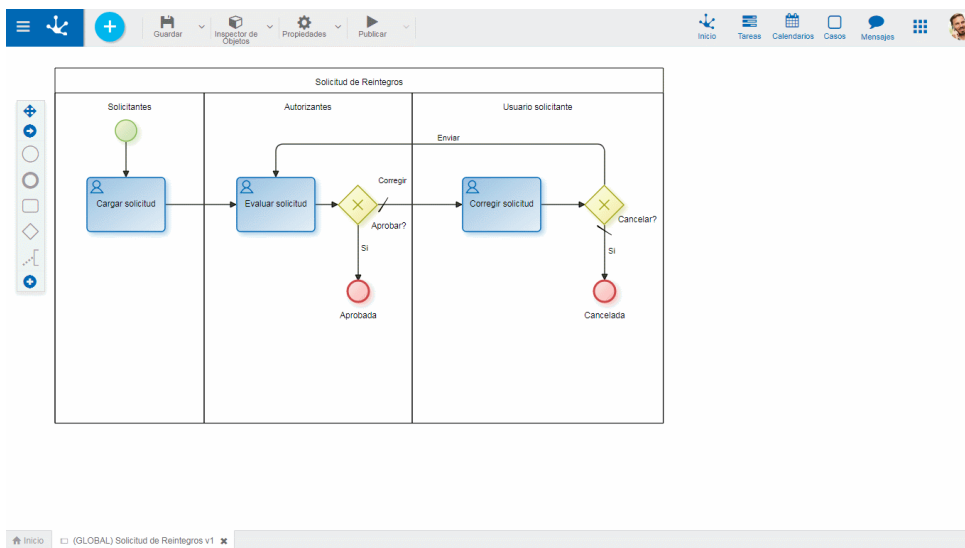 Guardar
Inspector de
Objetos
Propiedades
Publicar
Inicio
Tareas
Calendarios
Casos
Mensajes
Solicitud de Reintegros
Solicitantes
Autorizantes
Usuario solicitante
Enviar
Corregir
Cargar solicitud
Evaluar solicitud
Corregir solicitud
Aprobar?
Cancelar?
Si
Si
Aprobada
Cancelada
Inicio
(GLOBAL) Solicitud de Reintegros v1